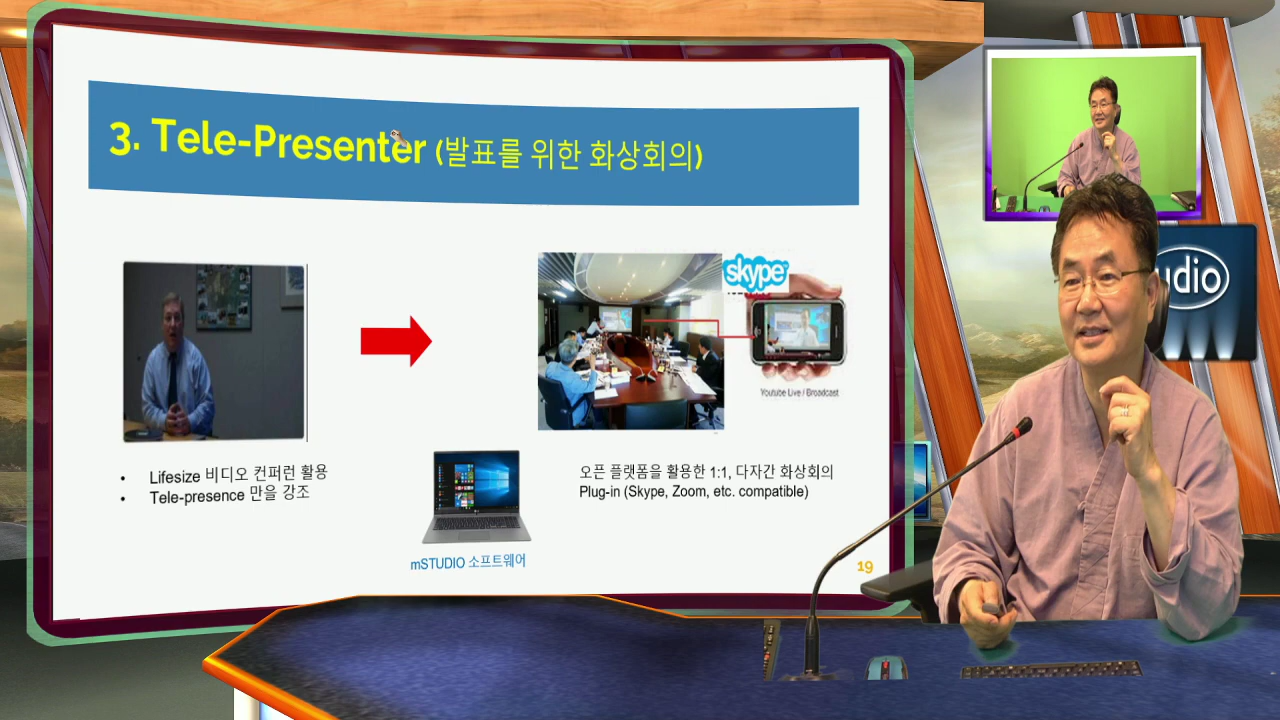 3. Tele-Presenter (발표를 위한 화상회의)
skype
Youtube Live / Broadcast
• Lifesize 비디오 컨퍼런 활용
• Tele-presence 만을 강조
오픈 플랫폼을 활용한 1:1, 다자간 화상회의
Plug-in (Skype, Zoom, etc. compatible)
mSTUDIO 소프트웨어
19
udio